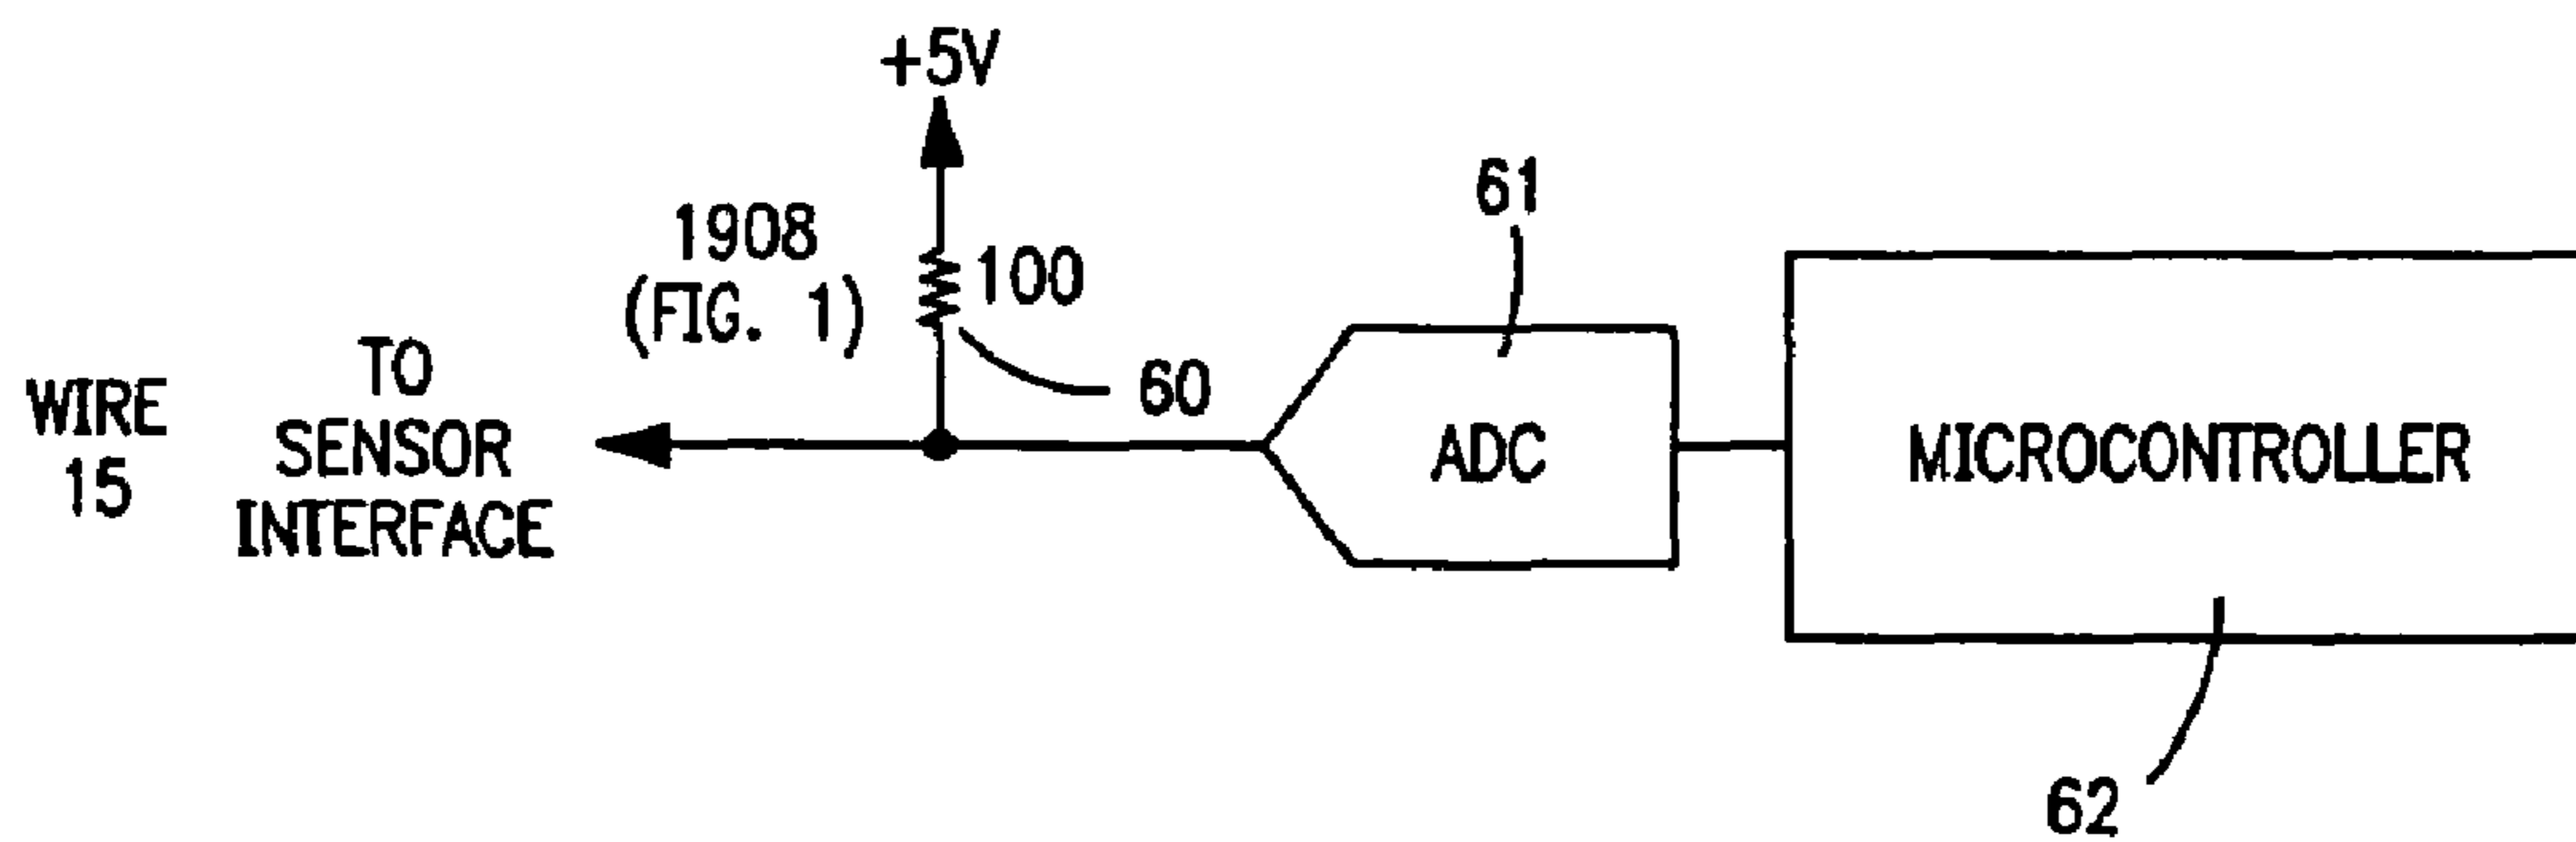 +5V
1908
(FIG. 1)
100
60
61
WIRE
15
TO
SENSOR
INTERFACE
ADC
MICROCONTROLLER
62